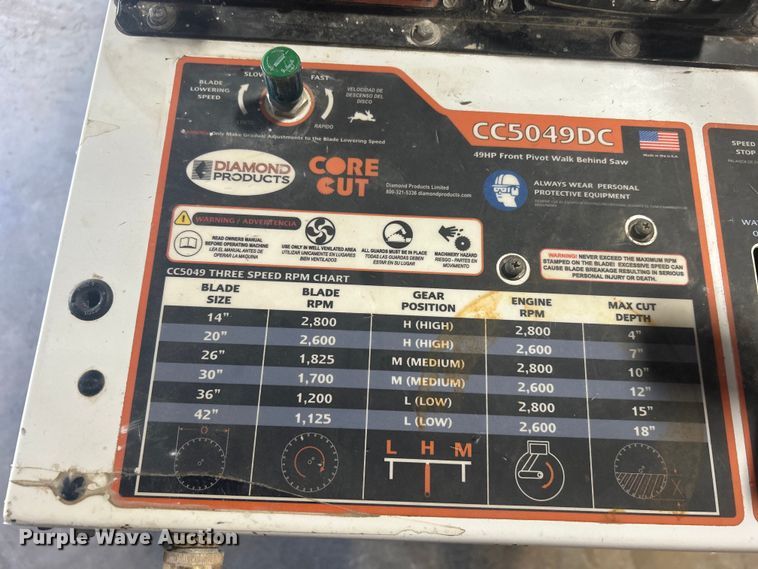 SLOW
FAST
BLADE
LOWERING
SPEED
VELOCIDAD DE
DESCENSO DEL
DISCO
LENTO
RAPIDO
Only Make Gradual Adjustments to the Blade Lowering Speed
CC5049DC
49HP Front Pivot Walk Behind Saw
Made in the U.S.A.
DIAMOND
PRODUCTS
CORE
CUT
Diamond Products Limited
800-321-5336 diamondproducts.com
ALWAYS WEAR PERSONAL
PROTECTIVE EQUIPMENT
WARNING / ADVERTENCIA
READ OWNERS MANUAL
BEFORE OPERATING MACHINE
LEA EL MANUAL ANTES DE
OPERAR LA MAQUINA
USE ONLY IN WELL VENILATED AREA
UTILIZAR UNICAMENTE EN LUGARES
BIEN VENTILADOS
ALL GUARDS MUST BE IN PLACE
TODAS LAS GUARDAS DEBEN
ESTAR EN SU LUGAR
MACHINERY HAZARD
RIESGO - PARTES EN
MOVIMIENTO
WARNING! NEVER EXCEED THE MAXIMUM RPM
STAMPED ON THE BLADE! EXCESSIVE SPEED CAN
CAUSE BLADE BREAKAGE RESULTING IN SERIOUS
PERSONAL INJURY OR DEATH.
SPEED
STOP
CC5049 THREE SPEED RPM CHART
BLADE SIZE BLADE RPM GEAR POSITION ENGINE RPM MAX CUT DEPTH
14" 2,800 H (HIGH) 2,800 4"
20" 2,600 H (HIGH) 2,600 7"
26" 1,825 M (MEDIUM) 2,800 10"
30" 1,700 M (MEDIUM) 2,600 12"
36" 1,200 L (LOW) 2,800 15"
42" 1,125 L (LOW) 2,600 18"
L H M
X
Purple Wave Auction